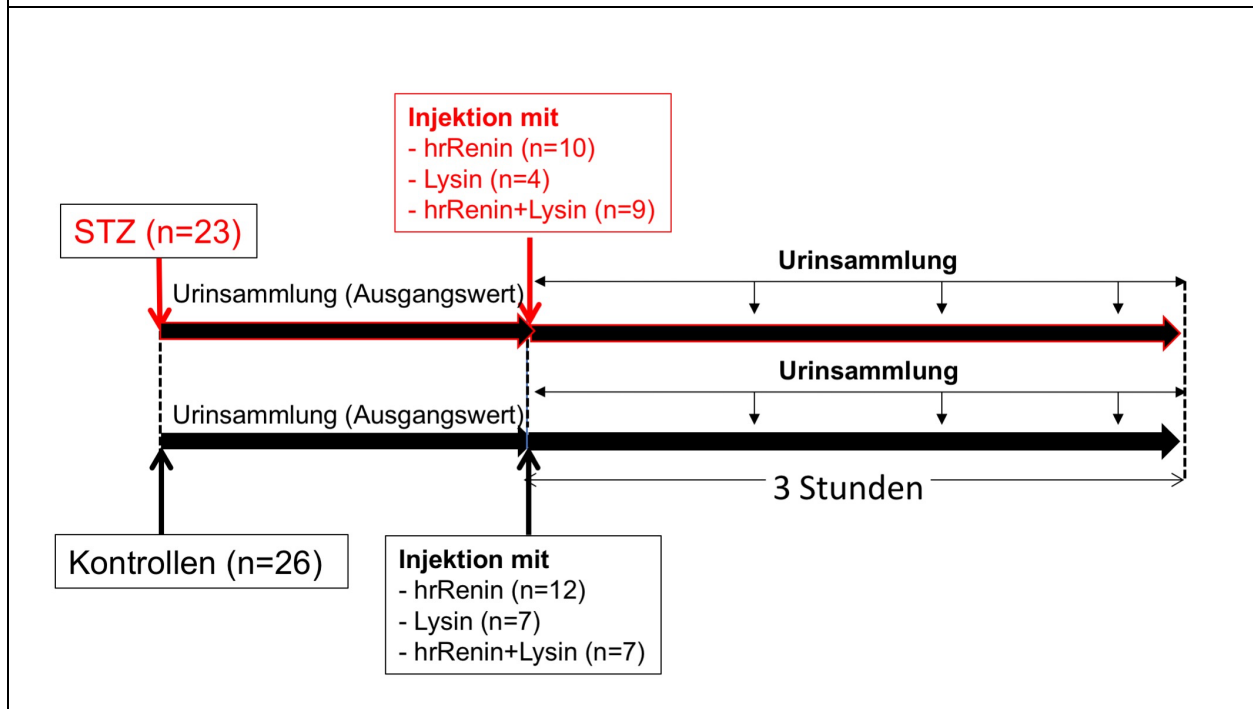 Injektion mit
- hrRenin (n=10)
- Lysin (n=4)
- hrRenin+Lysin (n=9)
STZ (n=23)
Urinsammlung
Urinsammlung (Ausgangswert)
Urinsammlung
Urinsammlung (Ausgangswert)
3 Stunden
Kontrollen (n=26)
Injektion mit
- hrRenin (n=12)
- Lysin (n=7)
- hrRenin+Lysin (n=7)